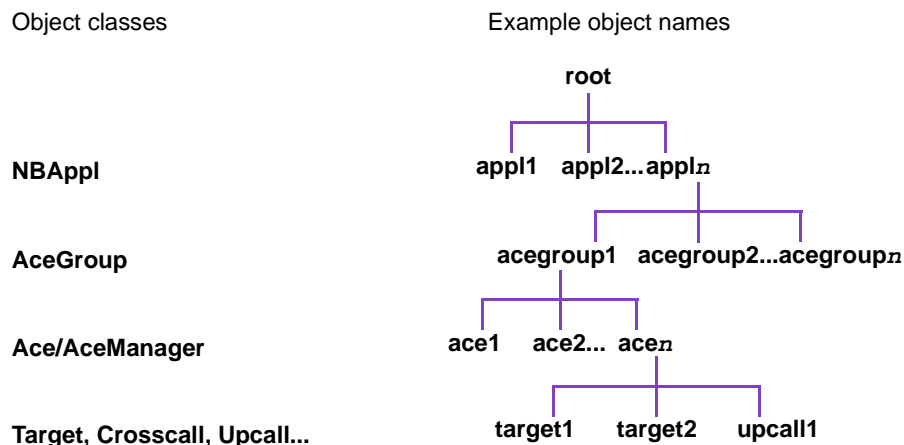 Object classes Example object names
root
NBAppl appl1 appl2...appln
AceGroup acegroup1 acegroup2...acegroupn
Ace/AceManager ace1 ace2... acen
Target, Crosscall, Upcall... target1 target2 upcall1